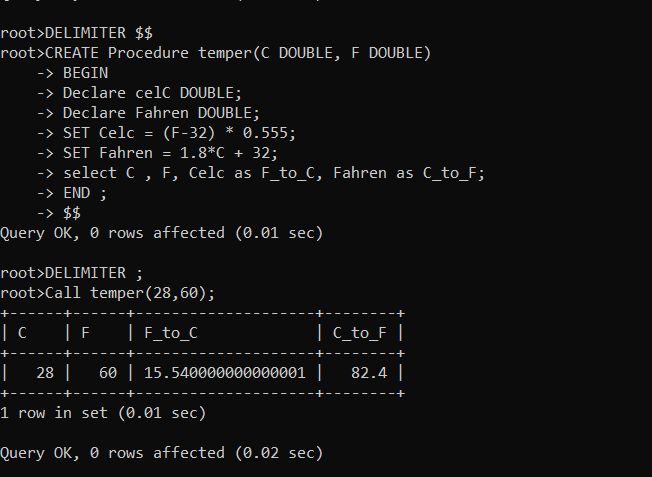 root>DELIMITER $$
root>CREATE Procedure temper(C DOUBLE, F DOUBLE)
    -> BEGIN
    -> Declare celC DOUBLE;
    -> Declare Fahren DOUBLE;
    -> SET Celc = (F-32) * 0.555;
    -> SET Fahren = 1.8*C + 32;
    -> select C , F, Celc as F_to_C, Fahren as C_to_F;
    -> END ;
    -> $$
Query OK, 0 rows affected (0.01 sec)
root>DELIMITER ;
root>Call temper(28,60);
+------+------+--------------------+--------+
| C    | F    | F_to_C             | C_to_F |
+------+------+--------------------+--------+
|   28 |   60 | 15.540000000000001 |   82.4 |
+------+------+--------------------+--------+
1 row in set (0.01 sec)
Query OK, 0 rows affected (0.02 sec)